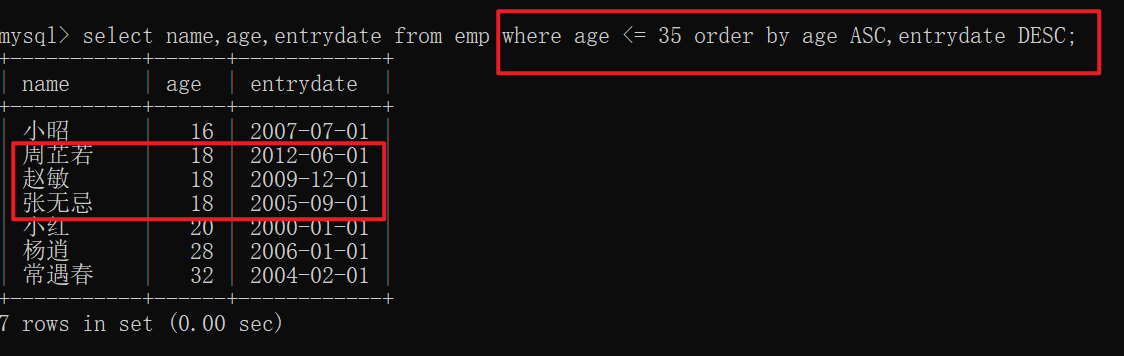 mysql> select name,age,entrydate from emp where age <= 35 order by age ASC,entrydate DESC;
+-----------+------+------------+
| name      | age  | entrydate  |
+-----------+------+------------+
| 小昭      |   16 | 2007-07-01 |
| 周芷若    |   18 | 2012-06-01 |
| 赵敏      |   18 | 2009-12-01 |
| 张无忌    |   18 | 2005-09-01 |
| 小红      |   20 | 2000-01-01 |
| 杨逍      |   28 | 2006-01-01 |
| 常遇春    |   32 | 2004-02-01 |
+-----------+------+------------+
7 rows in set (0.00 sec)